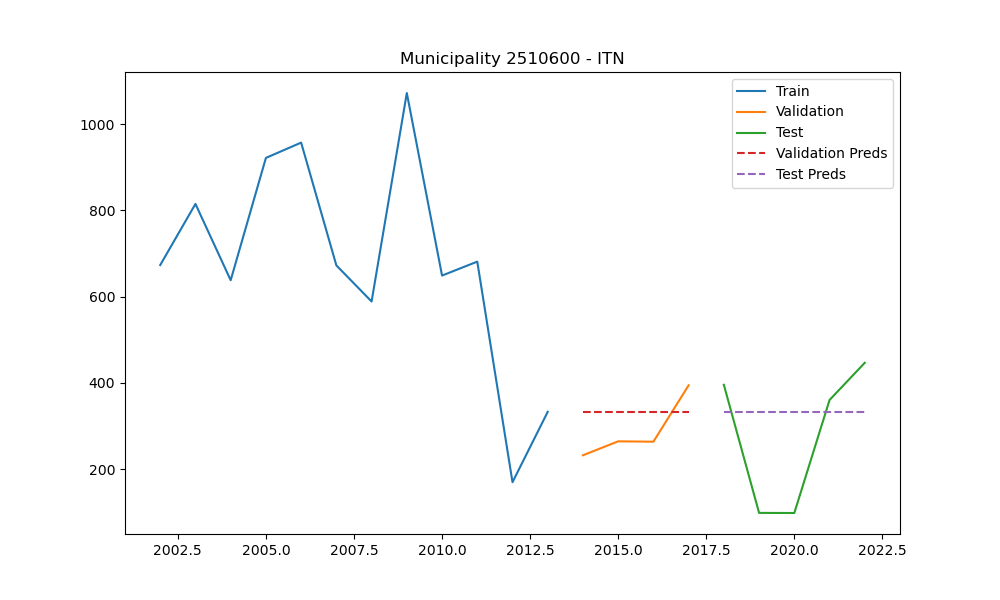 Municipality 2510600 - ITN
Train
Validation
Test
Validation Preds
Test Preds
1000
800
600
400
200
2002.5 2005.0 2007.5 2010.0 2012.5 2015.0 2017.5 2020.0 2022.5